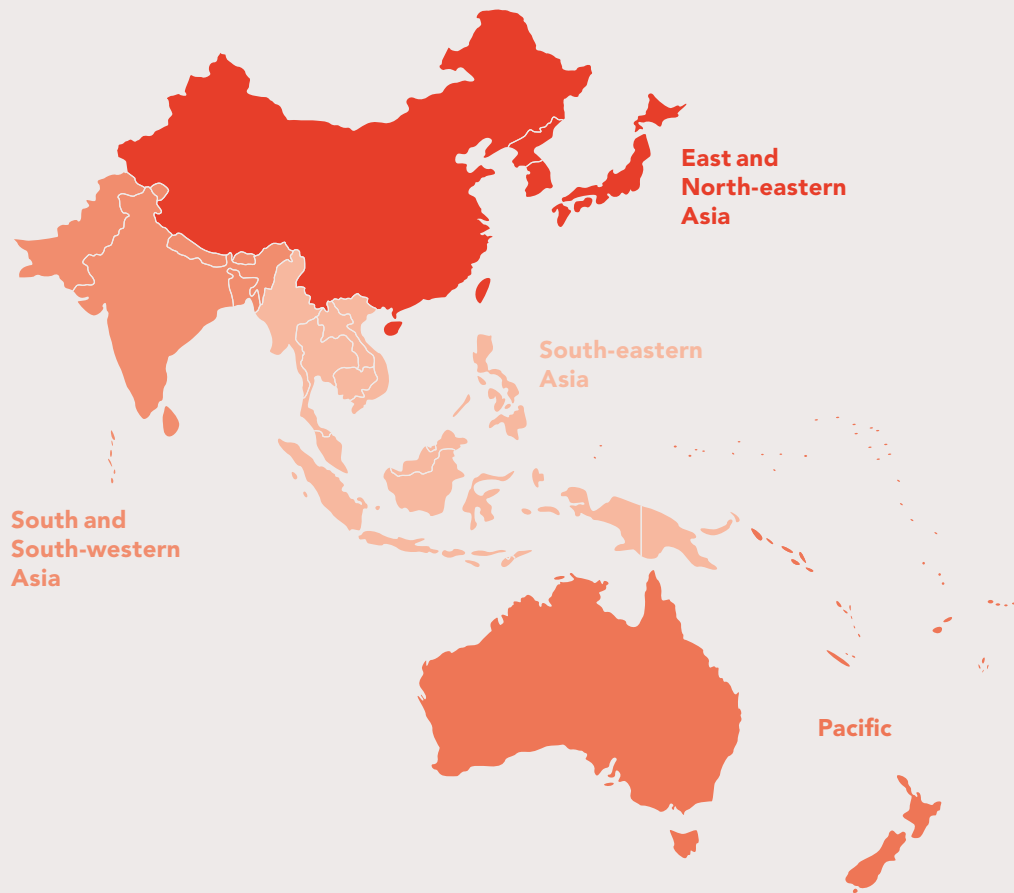 East and
North-eastern
Asia
South-eastern
Asia
South and
South-western
Asia
Pacific